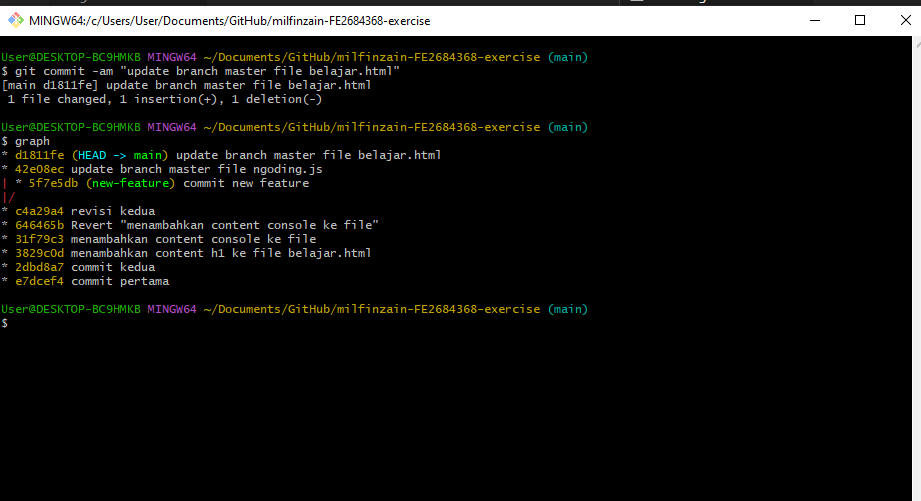 MINGW64:/c/Users/User/Documents/GitHub/milfinzain-FE2684368-exercise
User@DESKTOP-BC9HMKB MINGW64 ~/Documents/GitHub/milfinzain-FE2684368-exercise (main)
$ git commit -am "update branch master file belajar.html"
[main d1811fe] update branch master file belajar.html
 1 file changed, 1 insertion(+), 1 deletion(-)
User@DESKTOP-BC9HMKB MINGW64 ~/Documents/GitHub/milfinzain-FE2684368-exercise (main)
$ graph
* d1811fe (HEAD -> main) update branch master file belajar.html
* 42e08ec update branch master file ngoding.js
| * 5f7e5db (new-feature) commit new feature
|/
* c4a29a4 revisi kedua
* 646465b Revert "menambahkan content console ke file"
* 31f79c3 menambahkan content console ke file
* 3829c0d menambahkan content h1 ke file belajar.html
* 2dbd8a7 commit kedua
* e7dcef4 commit pertama
User@DESKTOP-BC9HMKB MINGW64 ~/Documents/GitHub/milfinzain-FE2684368-exercise (main)
$